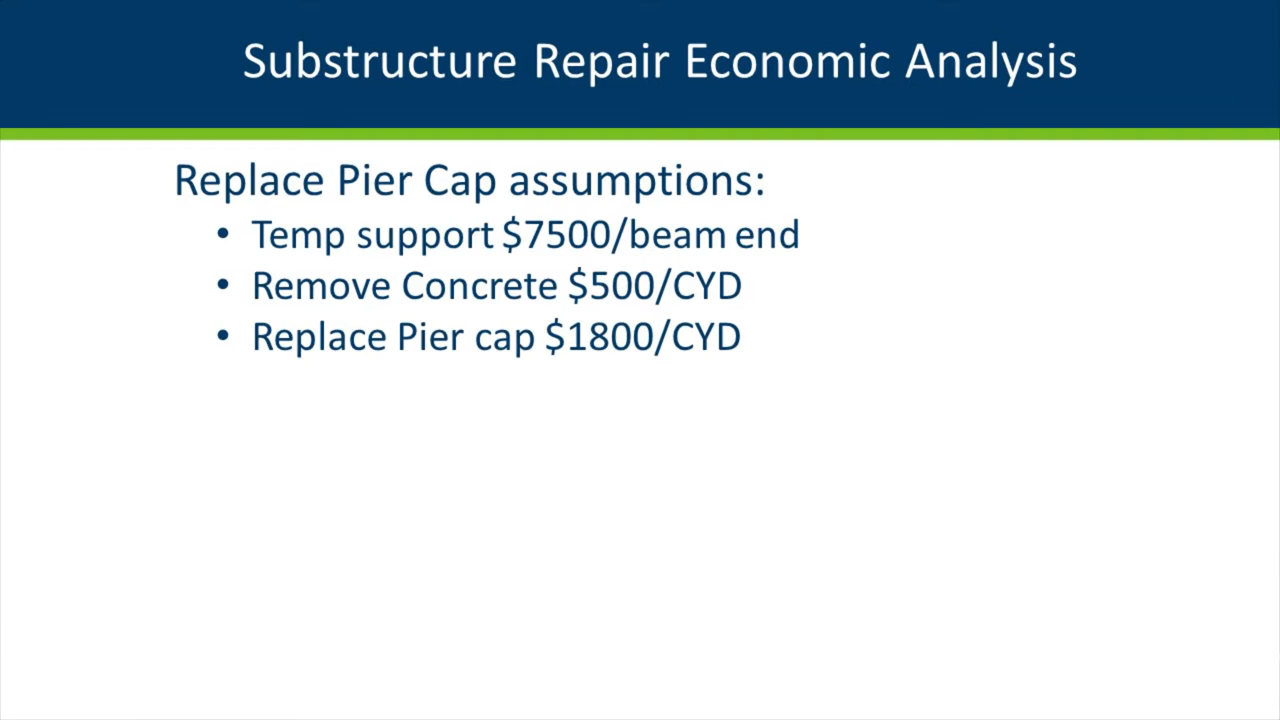 Substructure Repair Economic Analysis
Replace Pier Cap assumptions:
• Temp support $7500/beam end
• Remove Concrete $500/CYD
• Replace Pier cap $1800/CYD